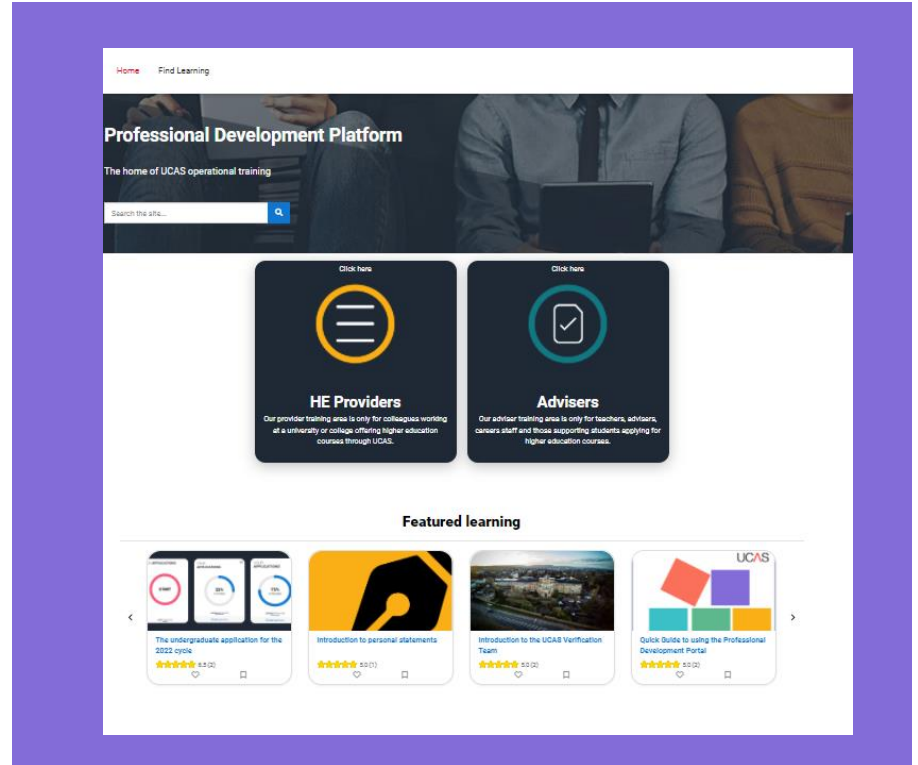 Home Find Learning
Professional Development Platform
The home of UCAS operational training
Search the site...
Click here
HE Providers
Our provider training area is only for colleagues working
at a university or college offering higher education
courses through UCAS.
Click here
Advisers
Our adviser training area is only for teachers, advisers,
careers staff and those supporting students applying for
higher education courses.
Featured learning
START
The undergraduate application for the
2022 cycle
(2)
Introduction to personal statements
5.0 (1)
Introduction to the UCAS Verification
Team
5.0 (2)
UCAS
Quick Guide to using the Professional
Development Portal
5.0 (2)